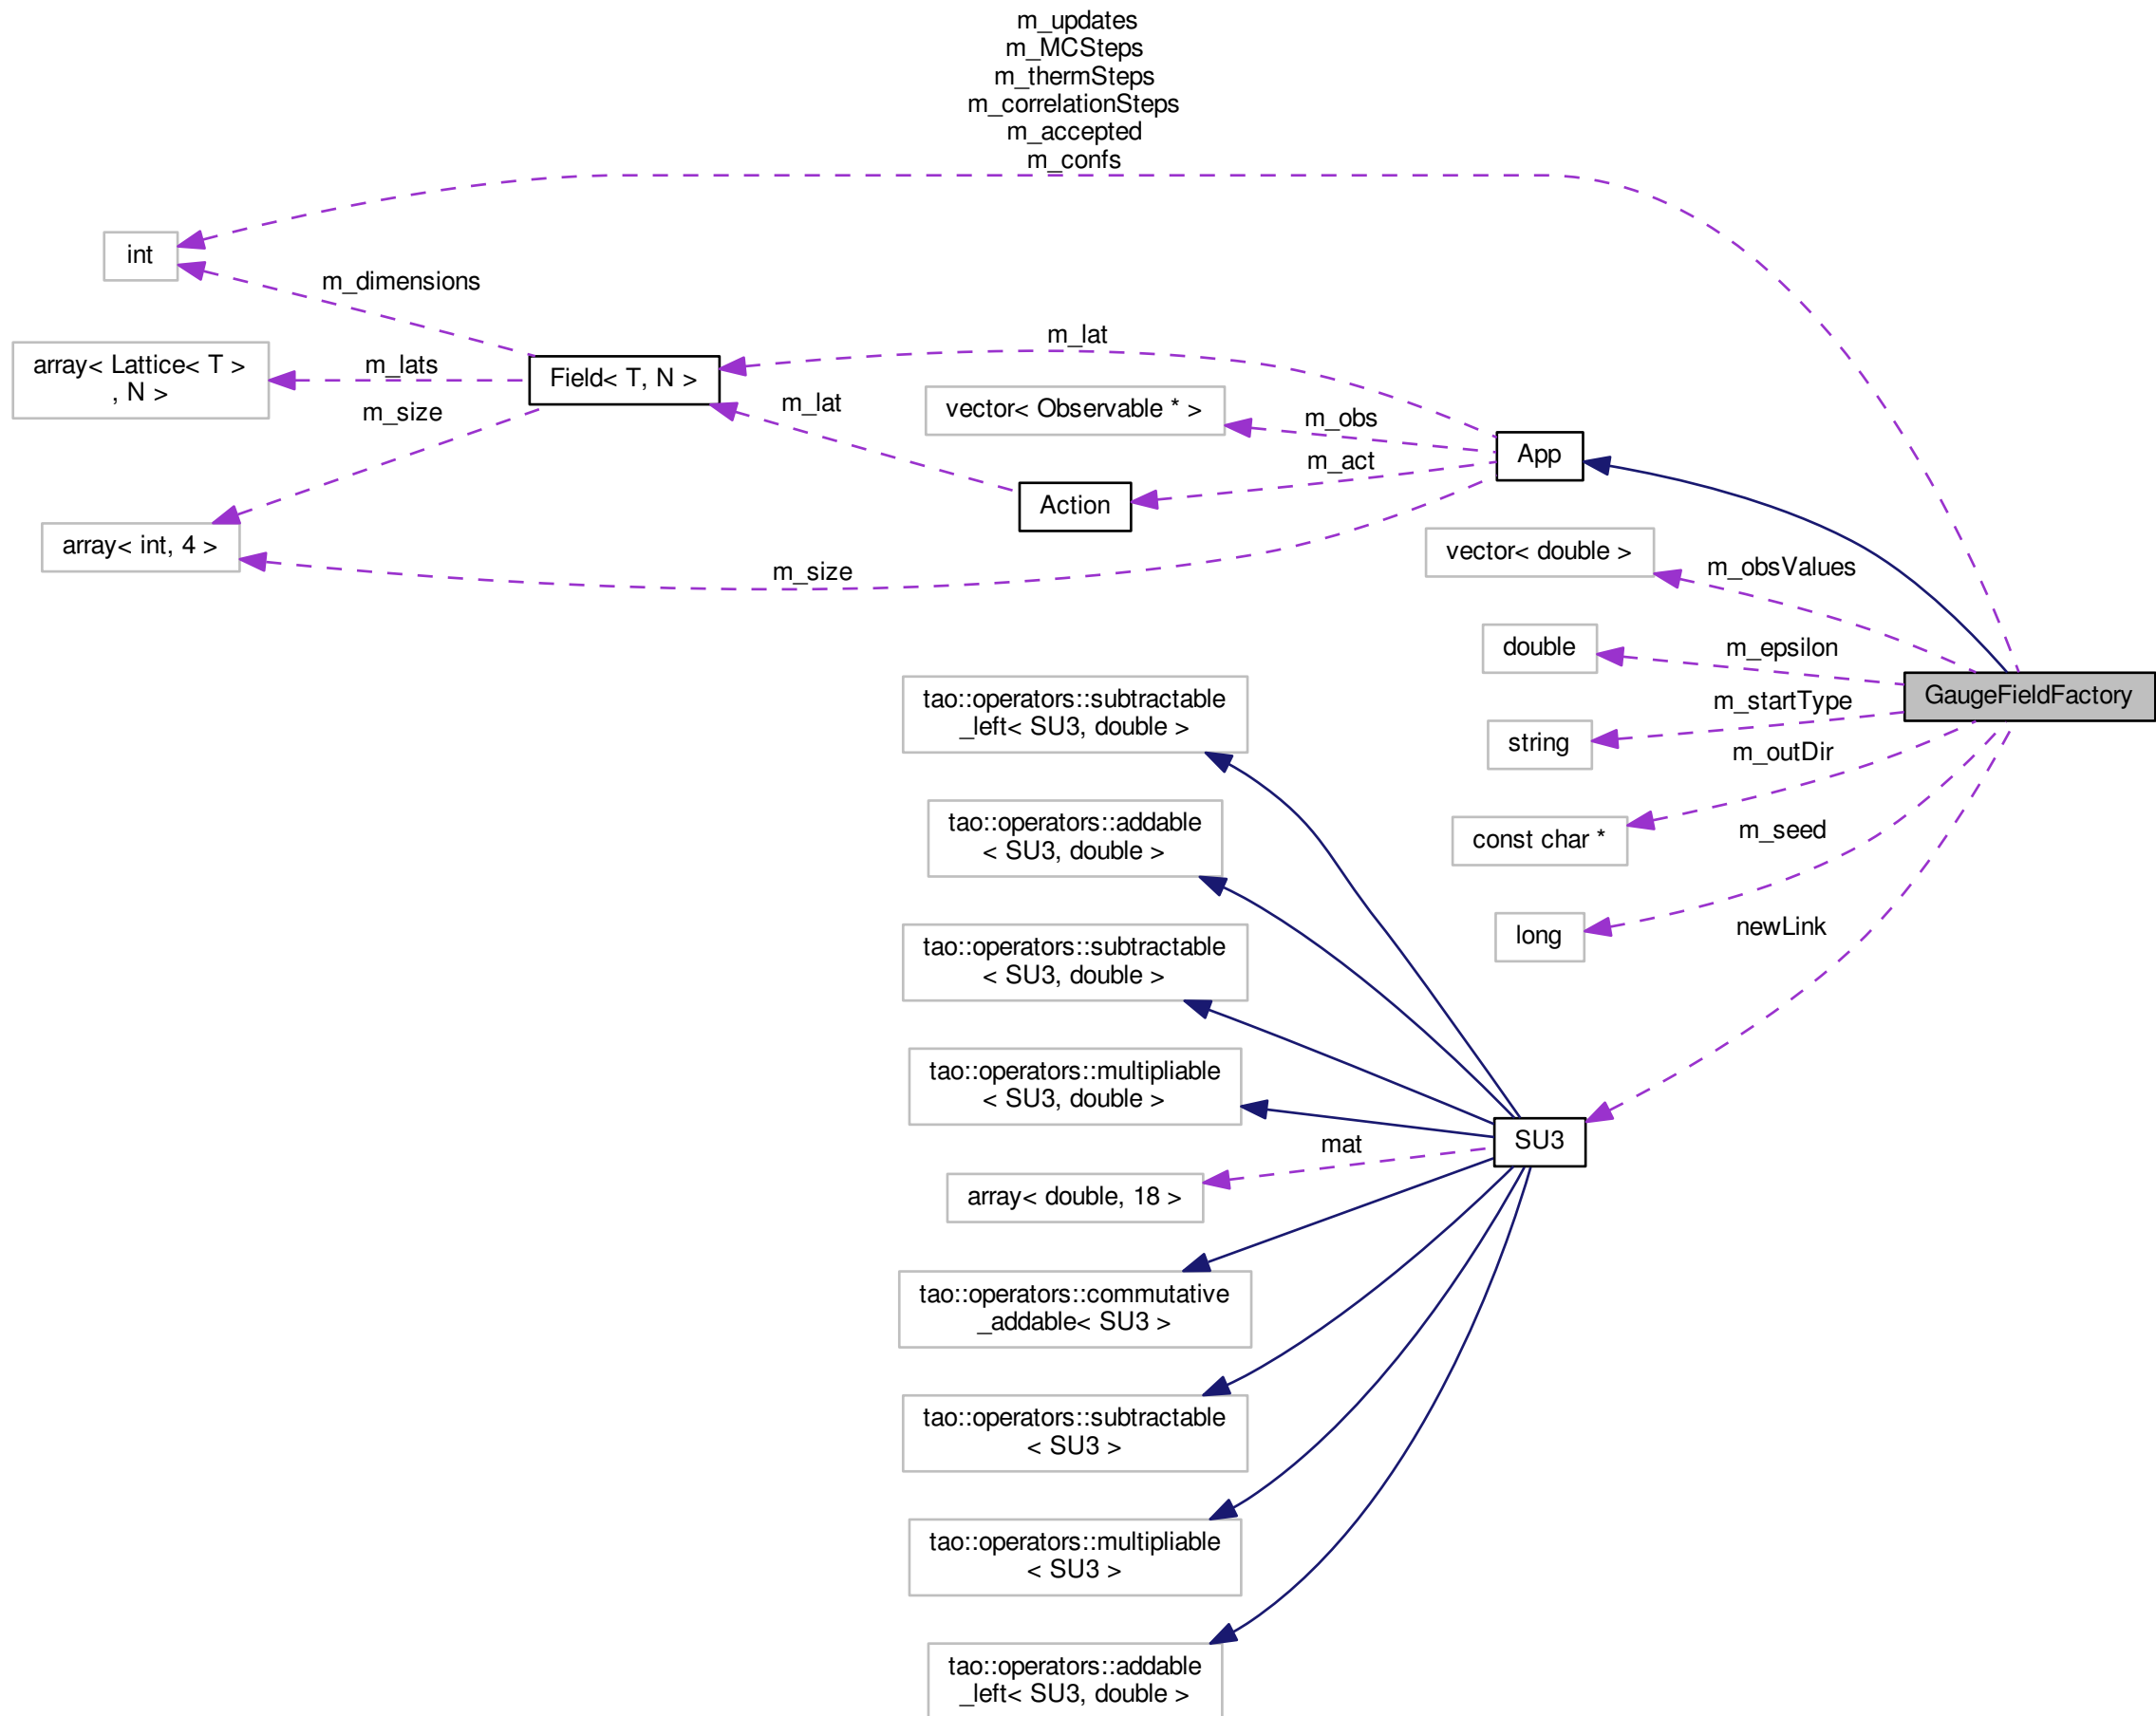 m_updates
m_MCSteps
m_thermSteps
m_correlationSteps
m_accepted
m_confs
int
m_dimensions
array< Lattice< T >
, N >
m_lats
Field< T, N >
m_size
array< int, 4 >
m_lat
m_lat
vector< Observable * >
m_obs
m_act
App
Action
m_size
vector< double >
m_obsValues
double
m_epsilon
GaugeFieldFactory
string
m_startType
m_outDir
const char *
m_seed
long
newLink
tao::operators::subtractable
_left< SU3, double >
tao::operators::addable
< SU3, double >
tao::operators::subtractable
< SU3, double >
tao::operators::multipliable
< SU3, double >
mat
SU3
array< double, 18 >
tao::operators::commutative
_addable< SU3 >
tao::operators::subtractable
< SU3 >
tao::operators::multipliable
< SU3 >
tao::operators::addable
_left< SU3, double >